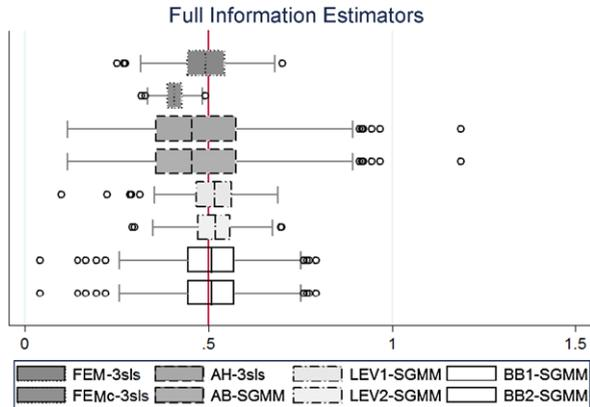 Full Information Estimators
0 .5 1 1.5
FEM-3sls AH-3sls LEV1-SGMM BB1-SGMM
FEMc-3sls AB-SGMM LEV2-SGMM BB2-SGMM